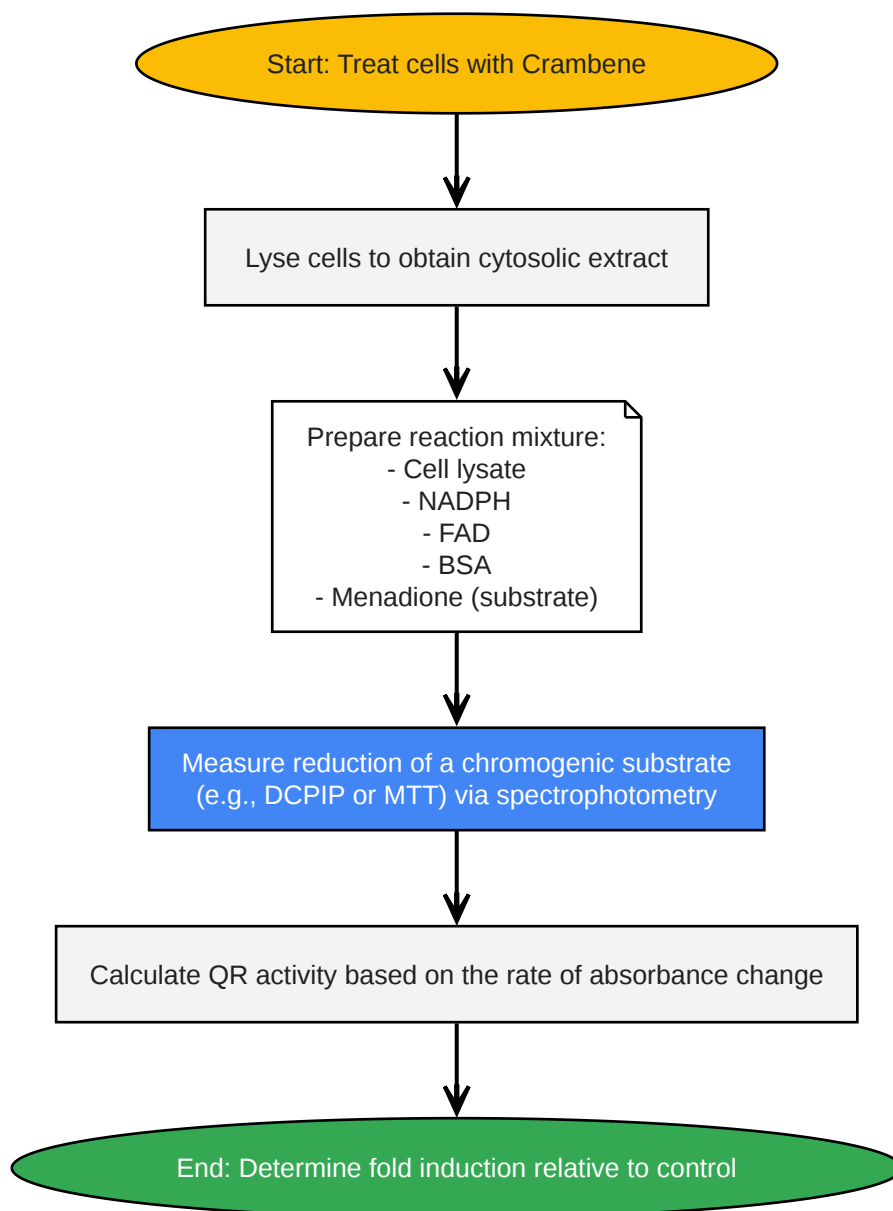 Start: Treat cells with Crambene
Lyse cells to obtain cytosolic extract
Prepare reaction mixture:
- Cell lysate
- NADPH
- FAD
- BSA
- Menadione (substrate)
Measure reduction of a chromogenic substrate
(e.g., DCPIP or MTT) via spectrophotometry
Calculate QR activity based on the rate of absorbance change
End: Determine fold induction relative to control